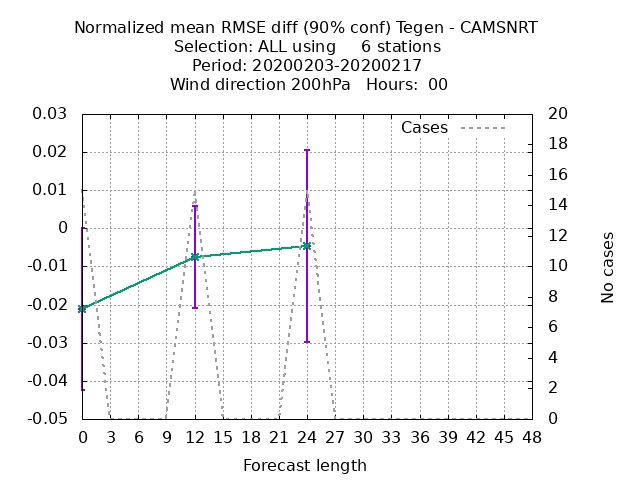 Normalized mean RMSE diff (90% conf) Tegen - CAMSNRT
Selection: ALL using     6 stations
Period: 20200203-20200217
Wind direction 200hPa   Hours:  00
Cases
0.03
0.02
0.01
0
-0.01
-0.02
-0.03
-0.04
-0.05
20
18
16
14
12
10
8
6
4
2
0
No cases
0 3 6 9 12 15 18 21 24 27 30 33 36 39 42 45 48
Forecast length